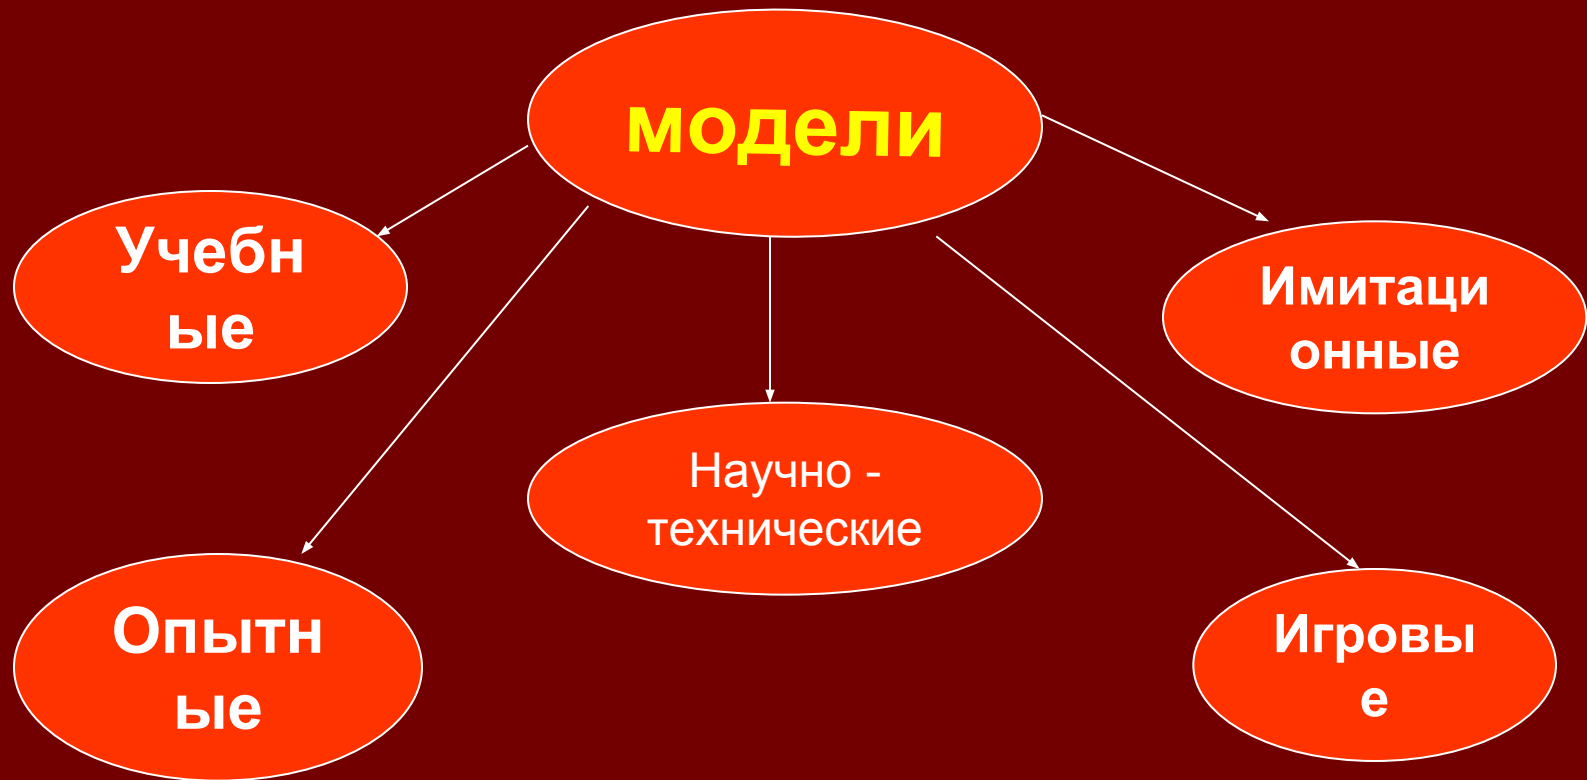 модели
Учебн
ые
Имитаци
онные
Научно -
технические
Опытн
ые
Игровы
е